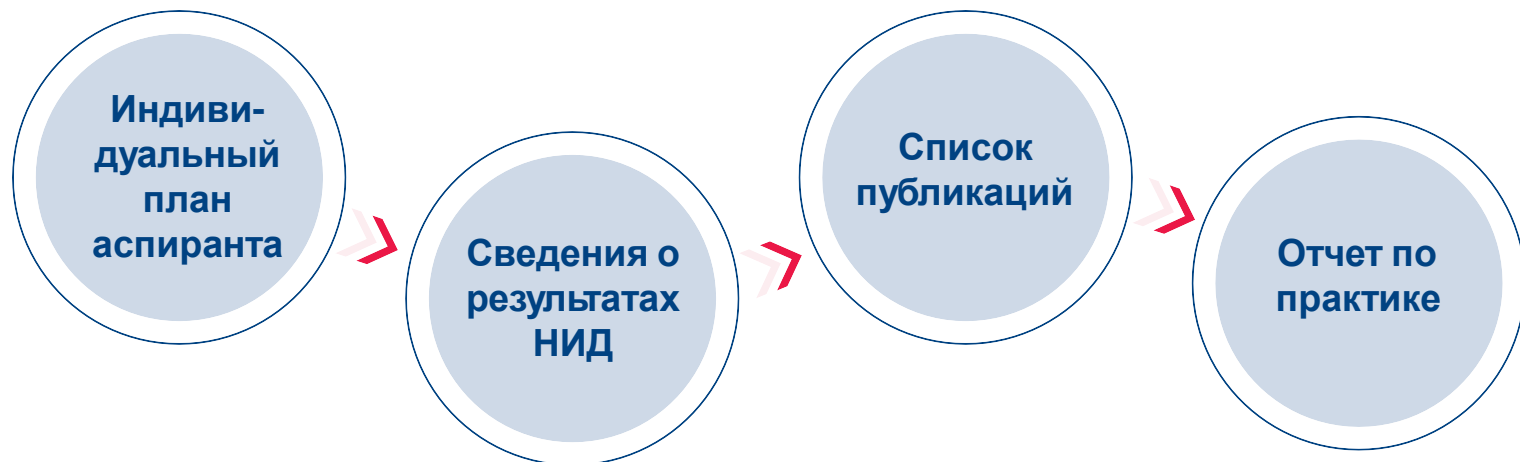 Индиви-
дуальный
план
аспиранта
Сведения о
результатах
НИД
Список
публикаций
Отчет по
практике